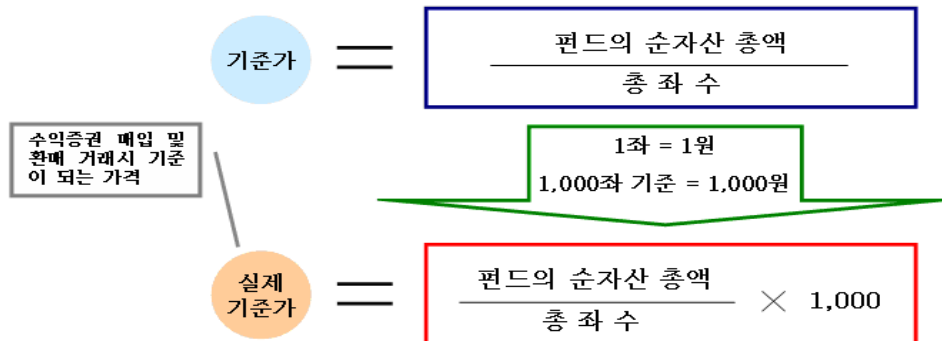 기준가
펀드의 순자산 총액
총 좌 수
수익증권 매입 및
환매 거래시 기준
이 되는 가격
1좌 = 1원
1,000좌 기준 = 1,000원
실제
기준가
펀드의 순자산 총액
총 좌 수
× 1,000